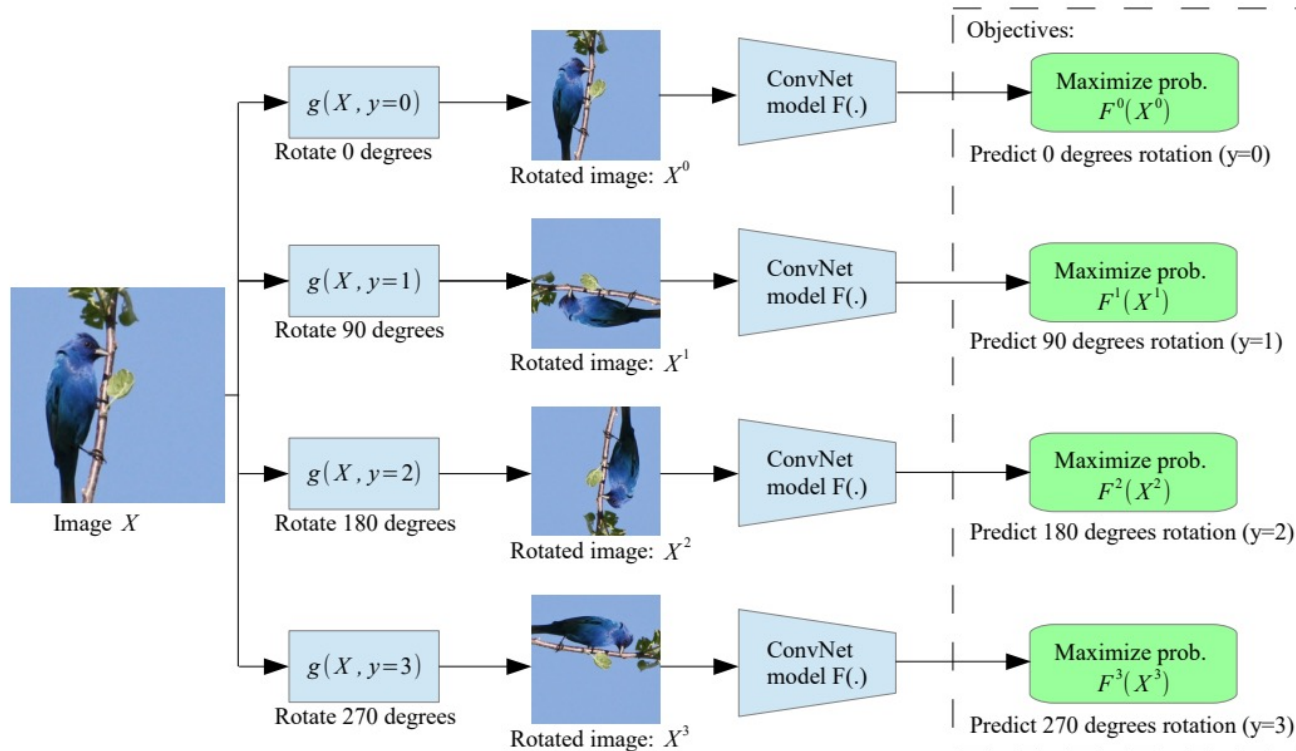 Objectives:
g(X, y=0)
Rotate 0 degrees
Rotated image: X⁰
ConvNet
model F(.)
Maximize prob.
F⁰(X⁰)
Predict 0 degrees rotation (y=0)
g(X, y=1)
Rotate 90 degrees
Rotated image: X¹
ConvNet
model F(.)
Maximize prob.
F¹(X¹)
Predict 90 degrees rotation (y=1)
Image X
g(X, y=2)
Rotate 180 degrees
Rotated image: X²
ConvNet
model F(.)
Maximize prob.
F²(X²)
Predict 180 degrees rotation (y=2)
g(X, y=3)
Rotate 270 degrees
Rotated image: X³
ConvNet
model F(.)
Maximize prob.
F³(X³)
Predict 270 degrees rotation (y=3)